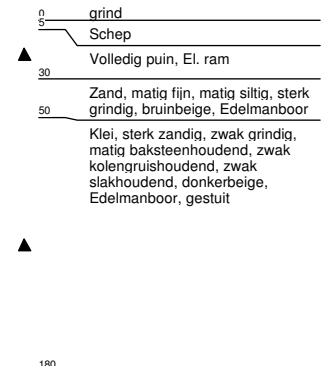 0 grind
5
Schep
Volledig puin, El. ram
30
Zand, matig fijn, matig siltig, sterk
grindig, bruinbeige, Edelmanboor
50
Klei, sterk zandig, zwak grindig,
matig baksteenhoudend, zwak
kolengruishoudend, zwak
slakhoudend, donkerbeige,
Edelmanboor, gestuit
180